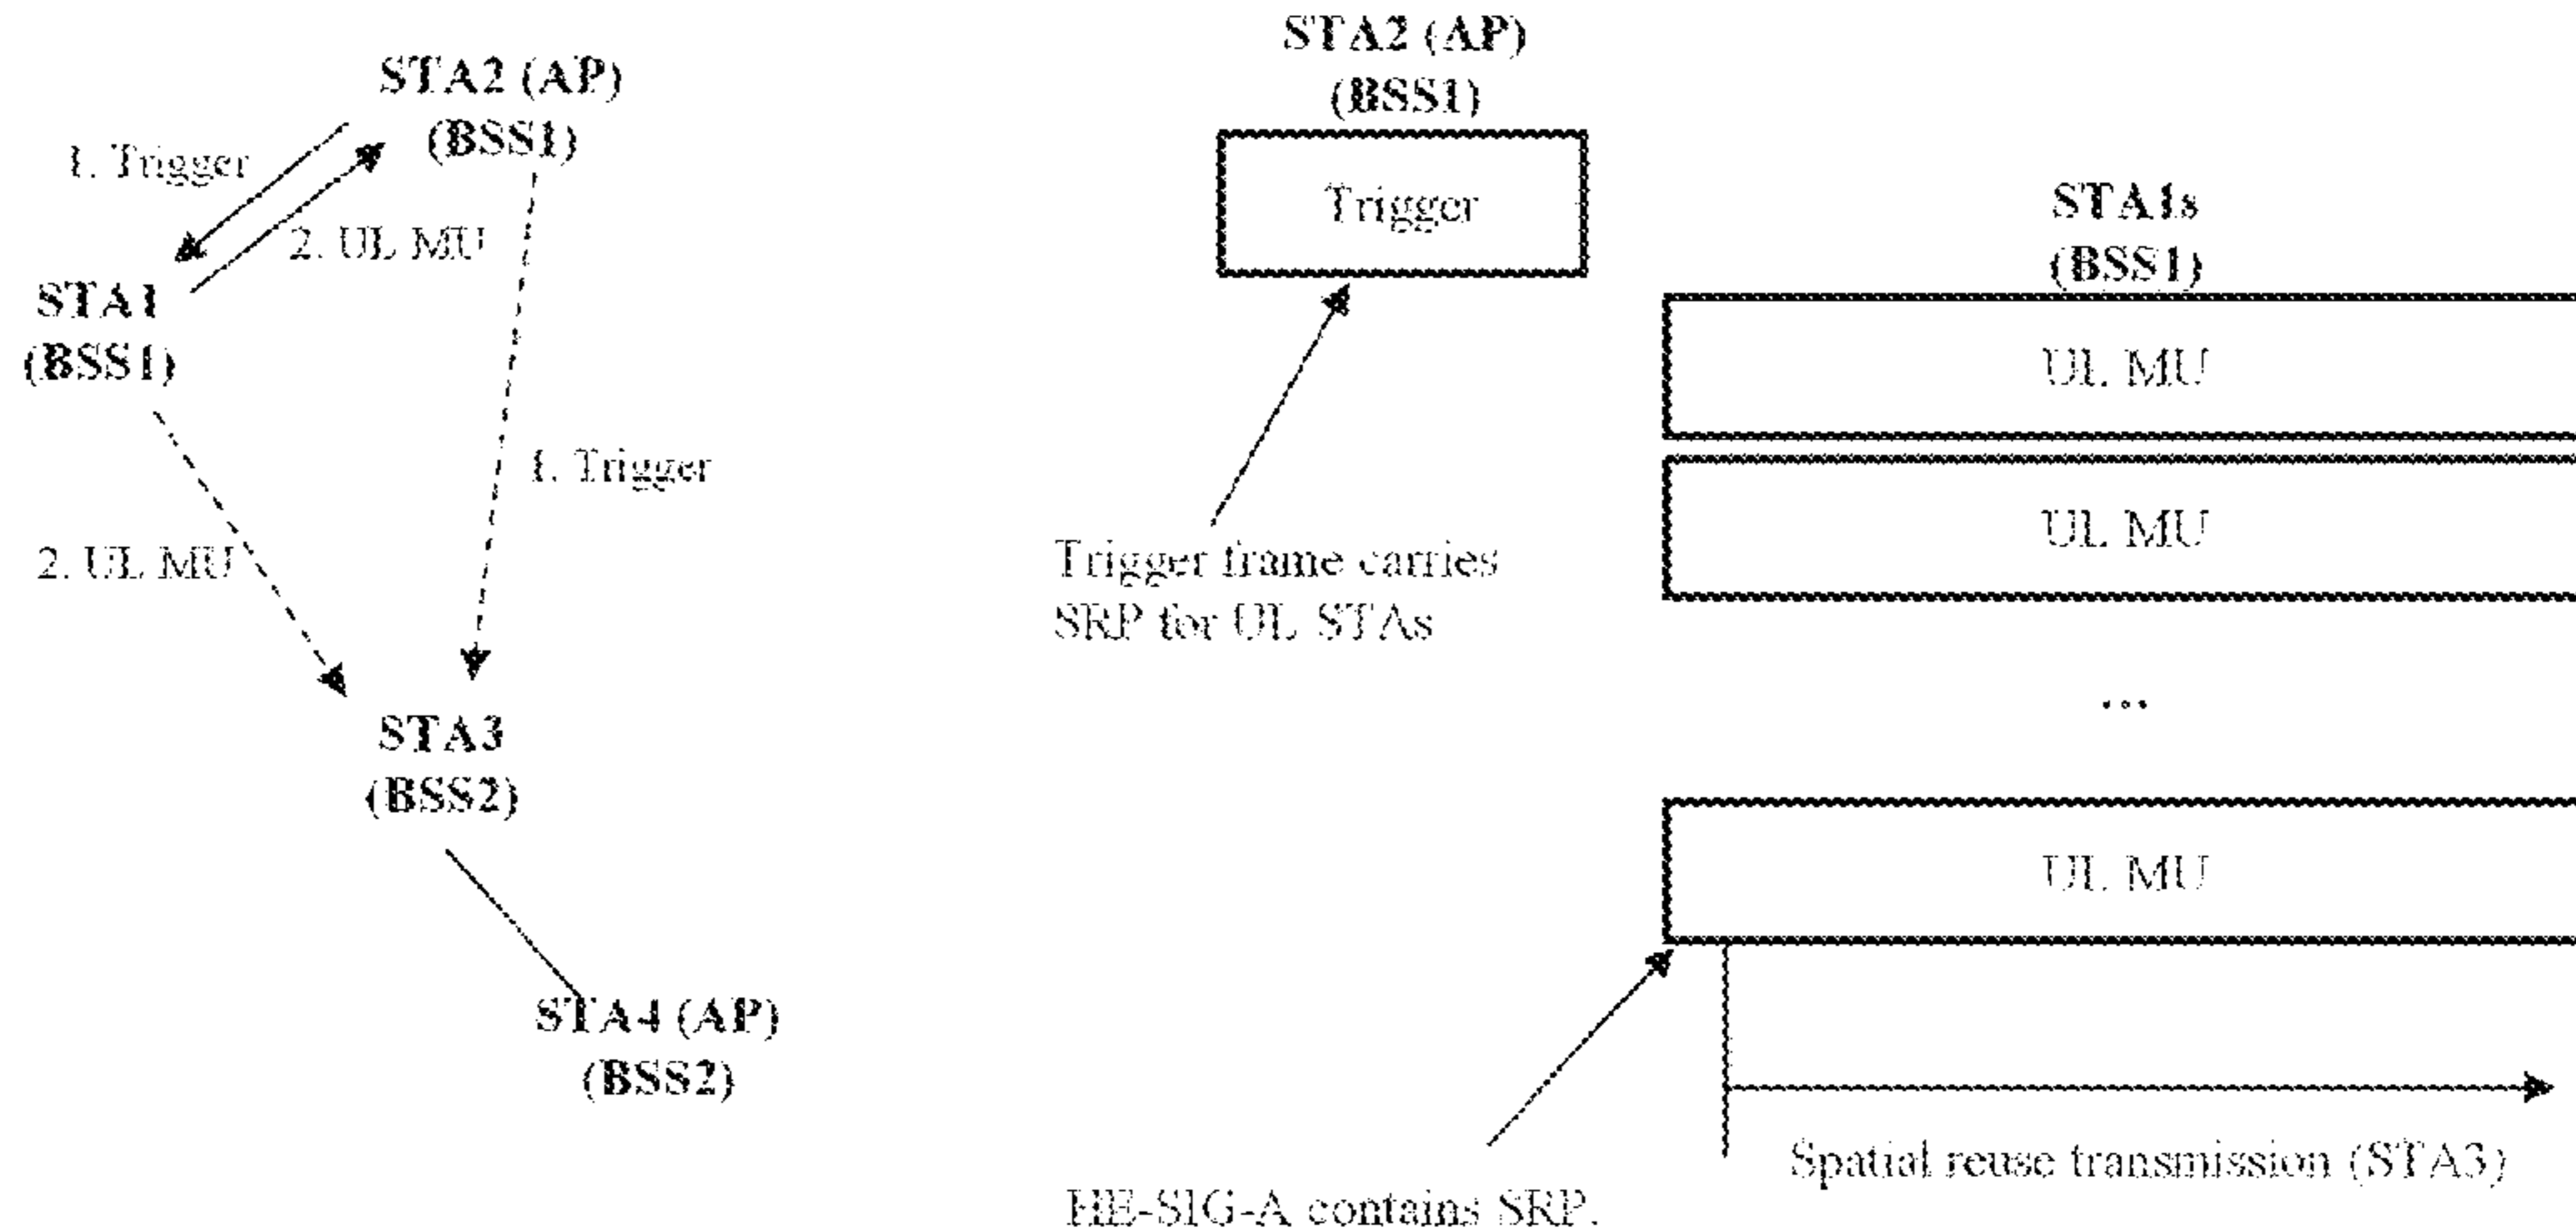 STA2 (AP)
(BSS1)
1. Trigger
2. UL MU
STA1
(BSS1)
1. Trigger
2. UL MU
STA3
(BSS2)
STA4 (AP)
(BSS2)
STA2 (AP)
(BSS1)
Trigger
STA1s
(BSS1)
UL MU
UL MU
Trigger frame carries
SRP for UL STAs
...
UL MU
Spatial reuse transmission (STA3)
HE-SIG-A contains SRP.